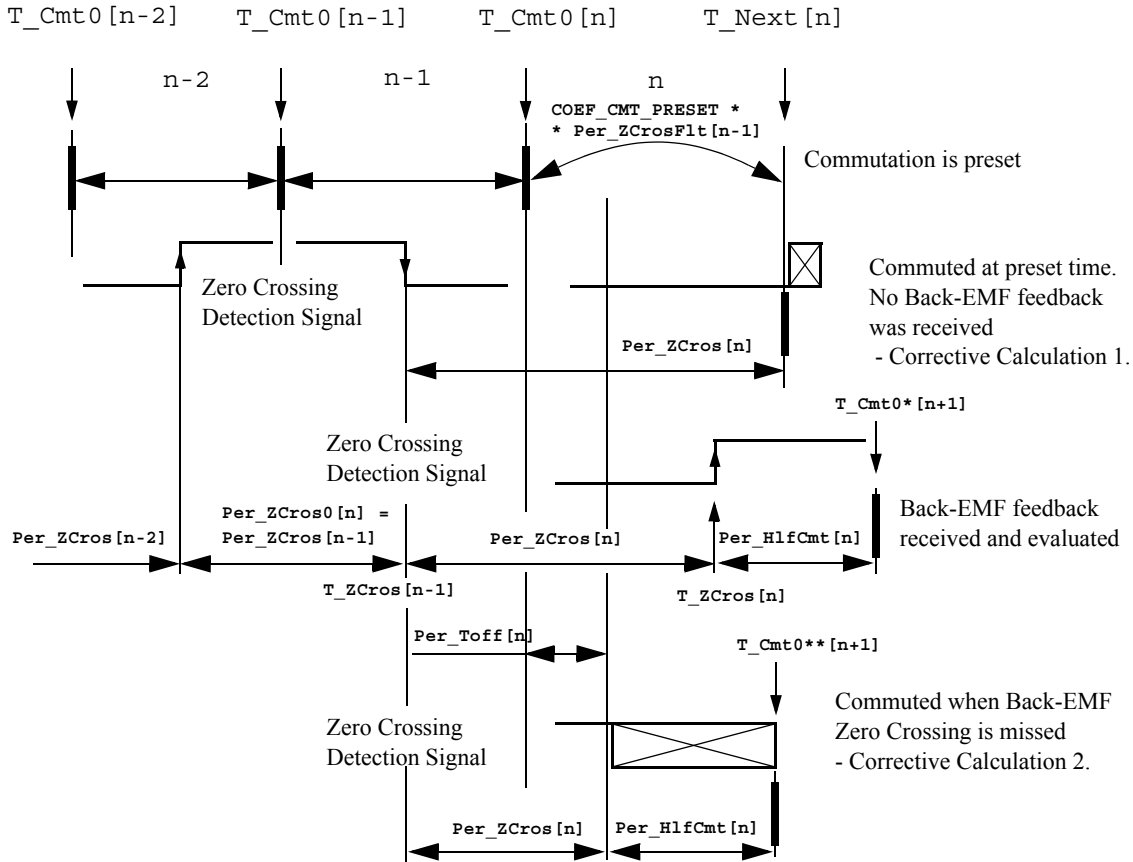 T_Cmt0[n-2]
T_Cmt0[n-1]
T_Cmt0[n]
T_Next[n]
n-2
n-1
n
COEF_CMT_PRESET *
* Per_ZCrosFlt[n-1]
Commutation is preset
Zero Crossing
Detection Signal
Commuted at preset time.
No Back-EMF feedback
was received
- Corrective Calculation 1.
Per_ZCros[n]
T_Cmt0*[n+1]
Zero Crossing
Detection Signal
Per_ZCros0[n] =
Per_ZCros[n-2]
Per_ZCros[n-1]
Per_ZCros[n]
Per_HlfCmt[n]
Back-EMF feedback
received and evaluated
T_ZCros[n-1]
T_ZCros[n]
Per_Toff[n]
T_Cmt0**[n+1]
Zero Crossing
Detection Signal
Commuted when Back-EMF
Zero Crossing is missed
- Corrective Calculation 2.
Per_ZCros[n]
Per_HlfCmt[n]